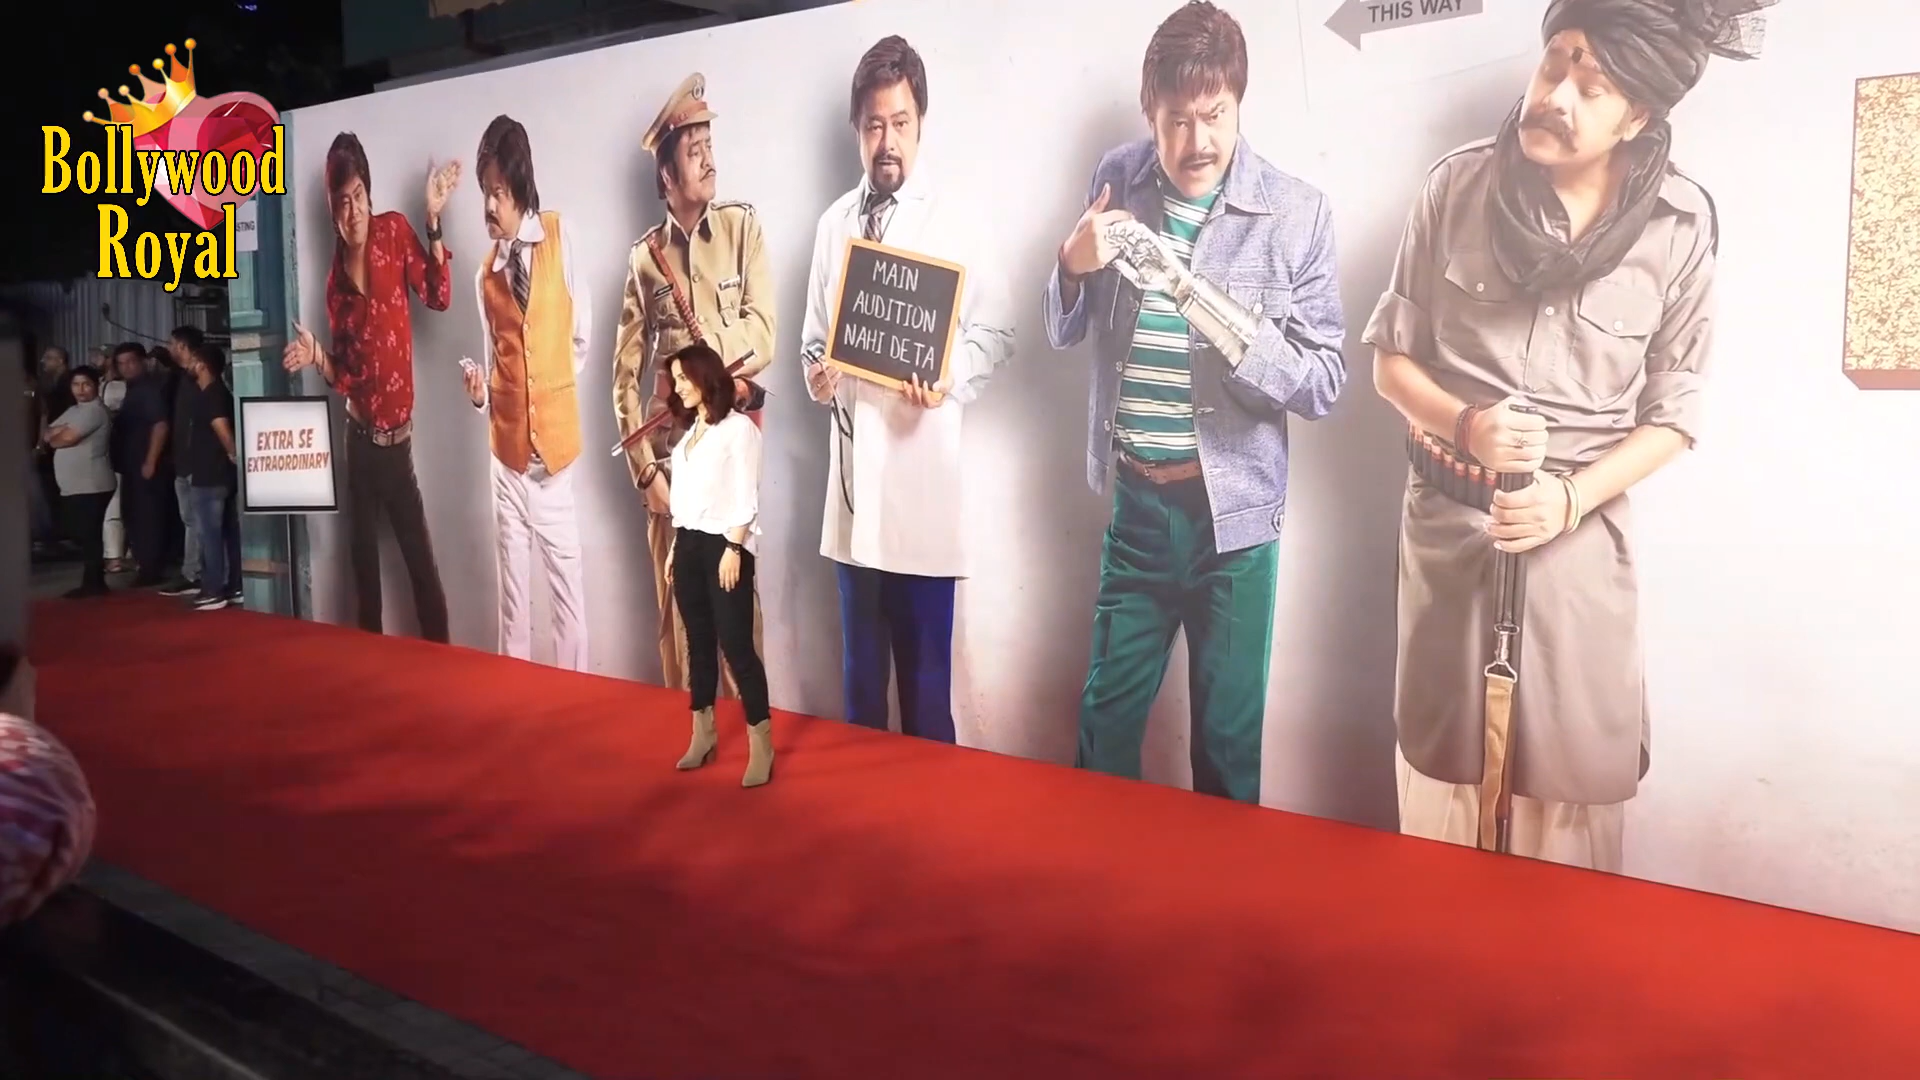 Bollywood
Royal
THIS WAY
EXTRA SE
EXTRAORDINARY
MAIN
AUDITION
NAHI DETA